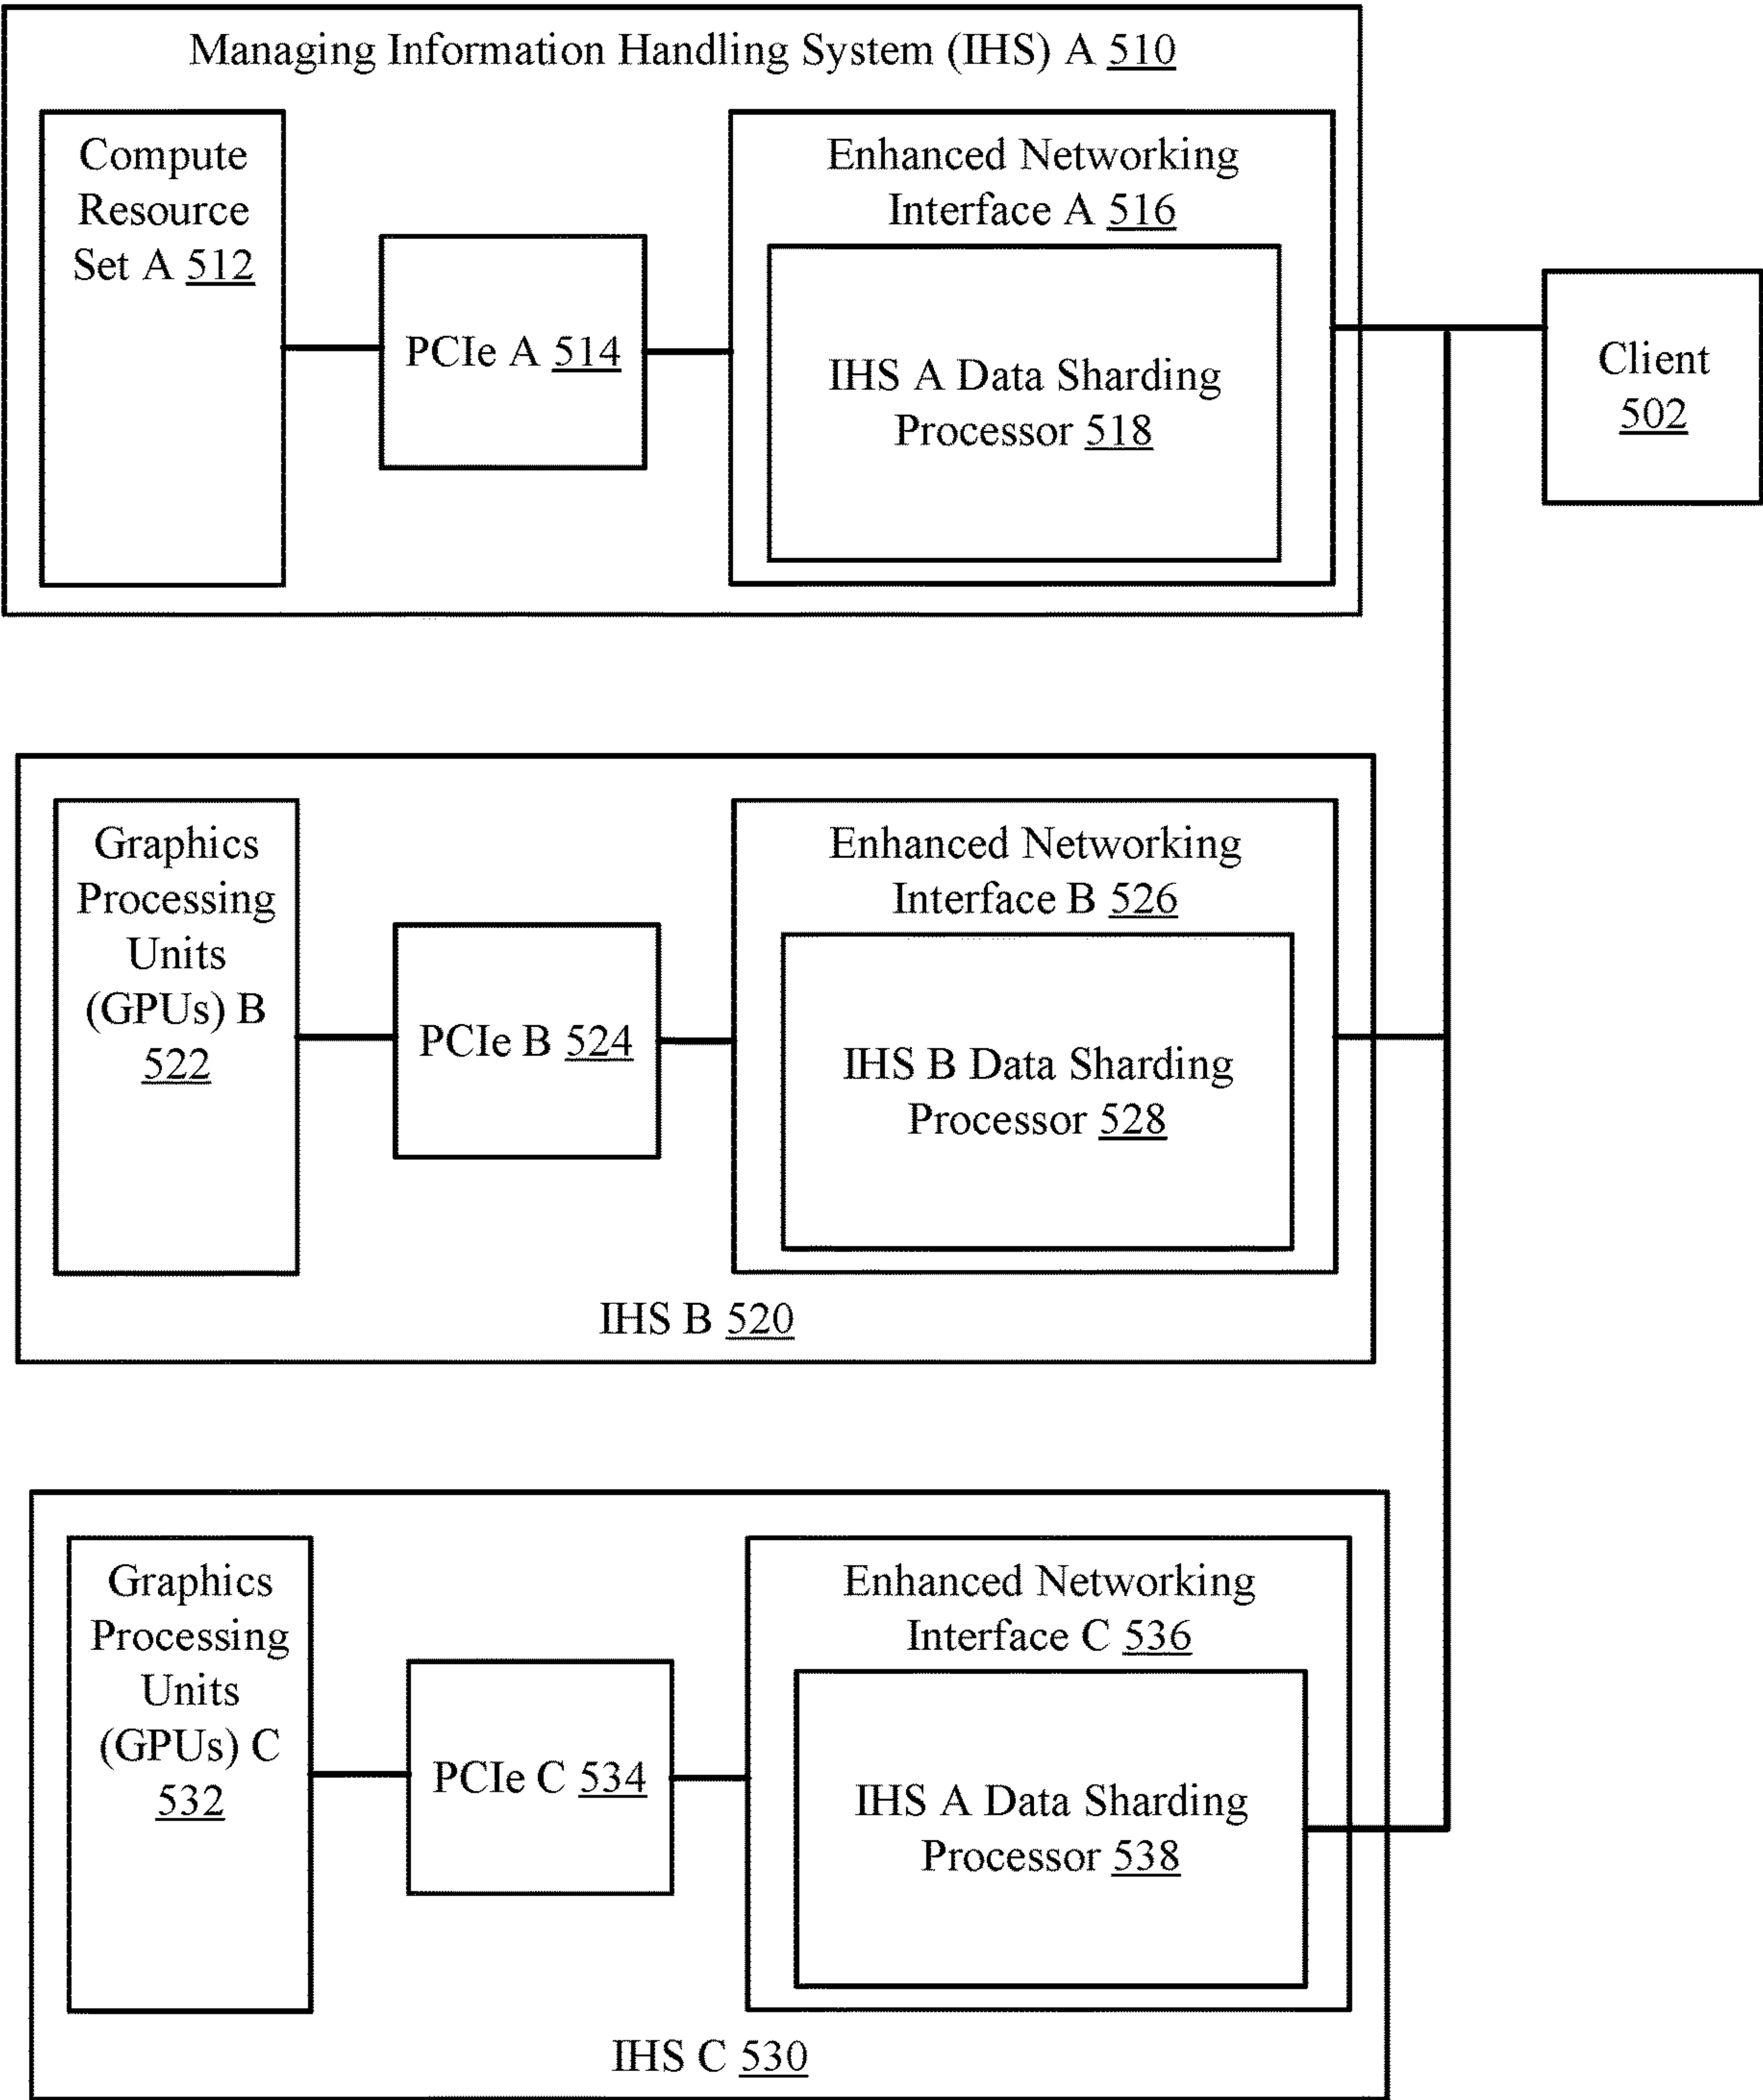 Managing Information Handling System (IHS) A 510
Compute
Resource
Set A 512
PCIe A 514
Enhanced Networking
Interface A 516
IHS A Data Sharding
Processor 518
Client
502
Graphics
Processing
Units
(GPUs) B
522
PCIe B 524
Enhanced Networking
Interface B 526
IHS B Data Sharding
Processor 528
IHS B 520
Graphics
Processing
Units
(GPUs) C
532
PCIe C 534
Enhanced Networking
Interface C 536
IHS A Data Sharding
Processor 538
IHS C 530